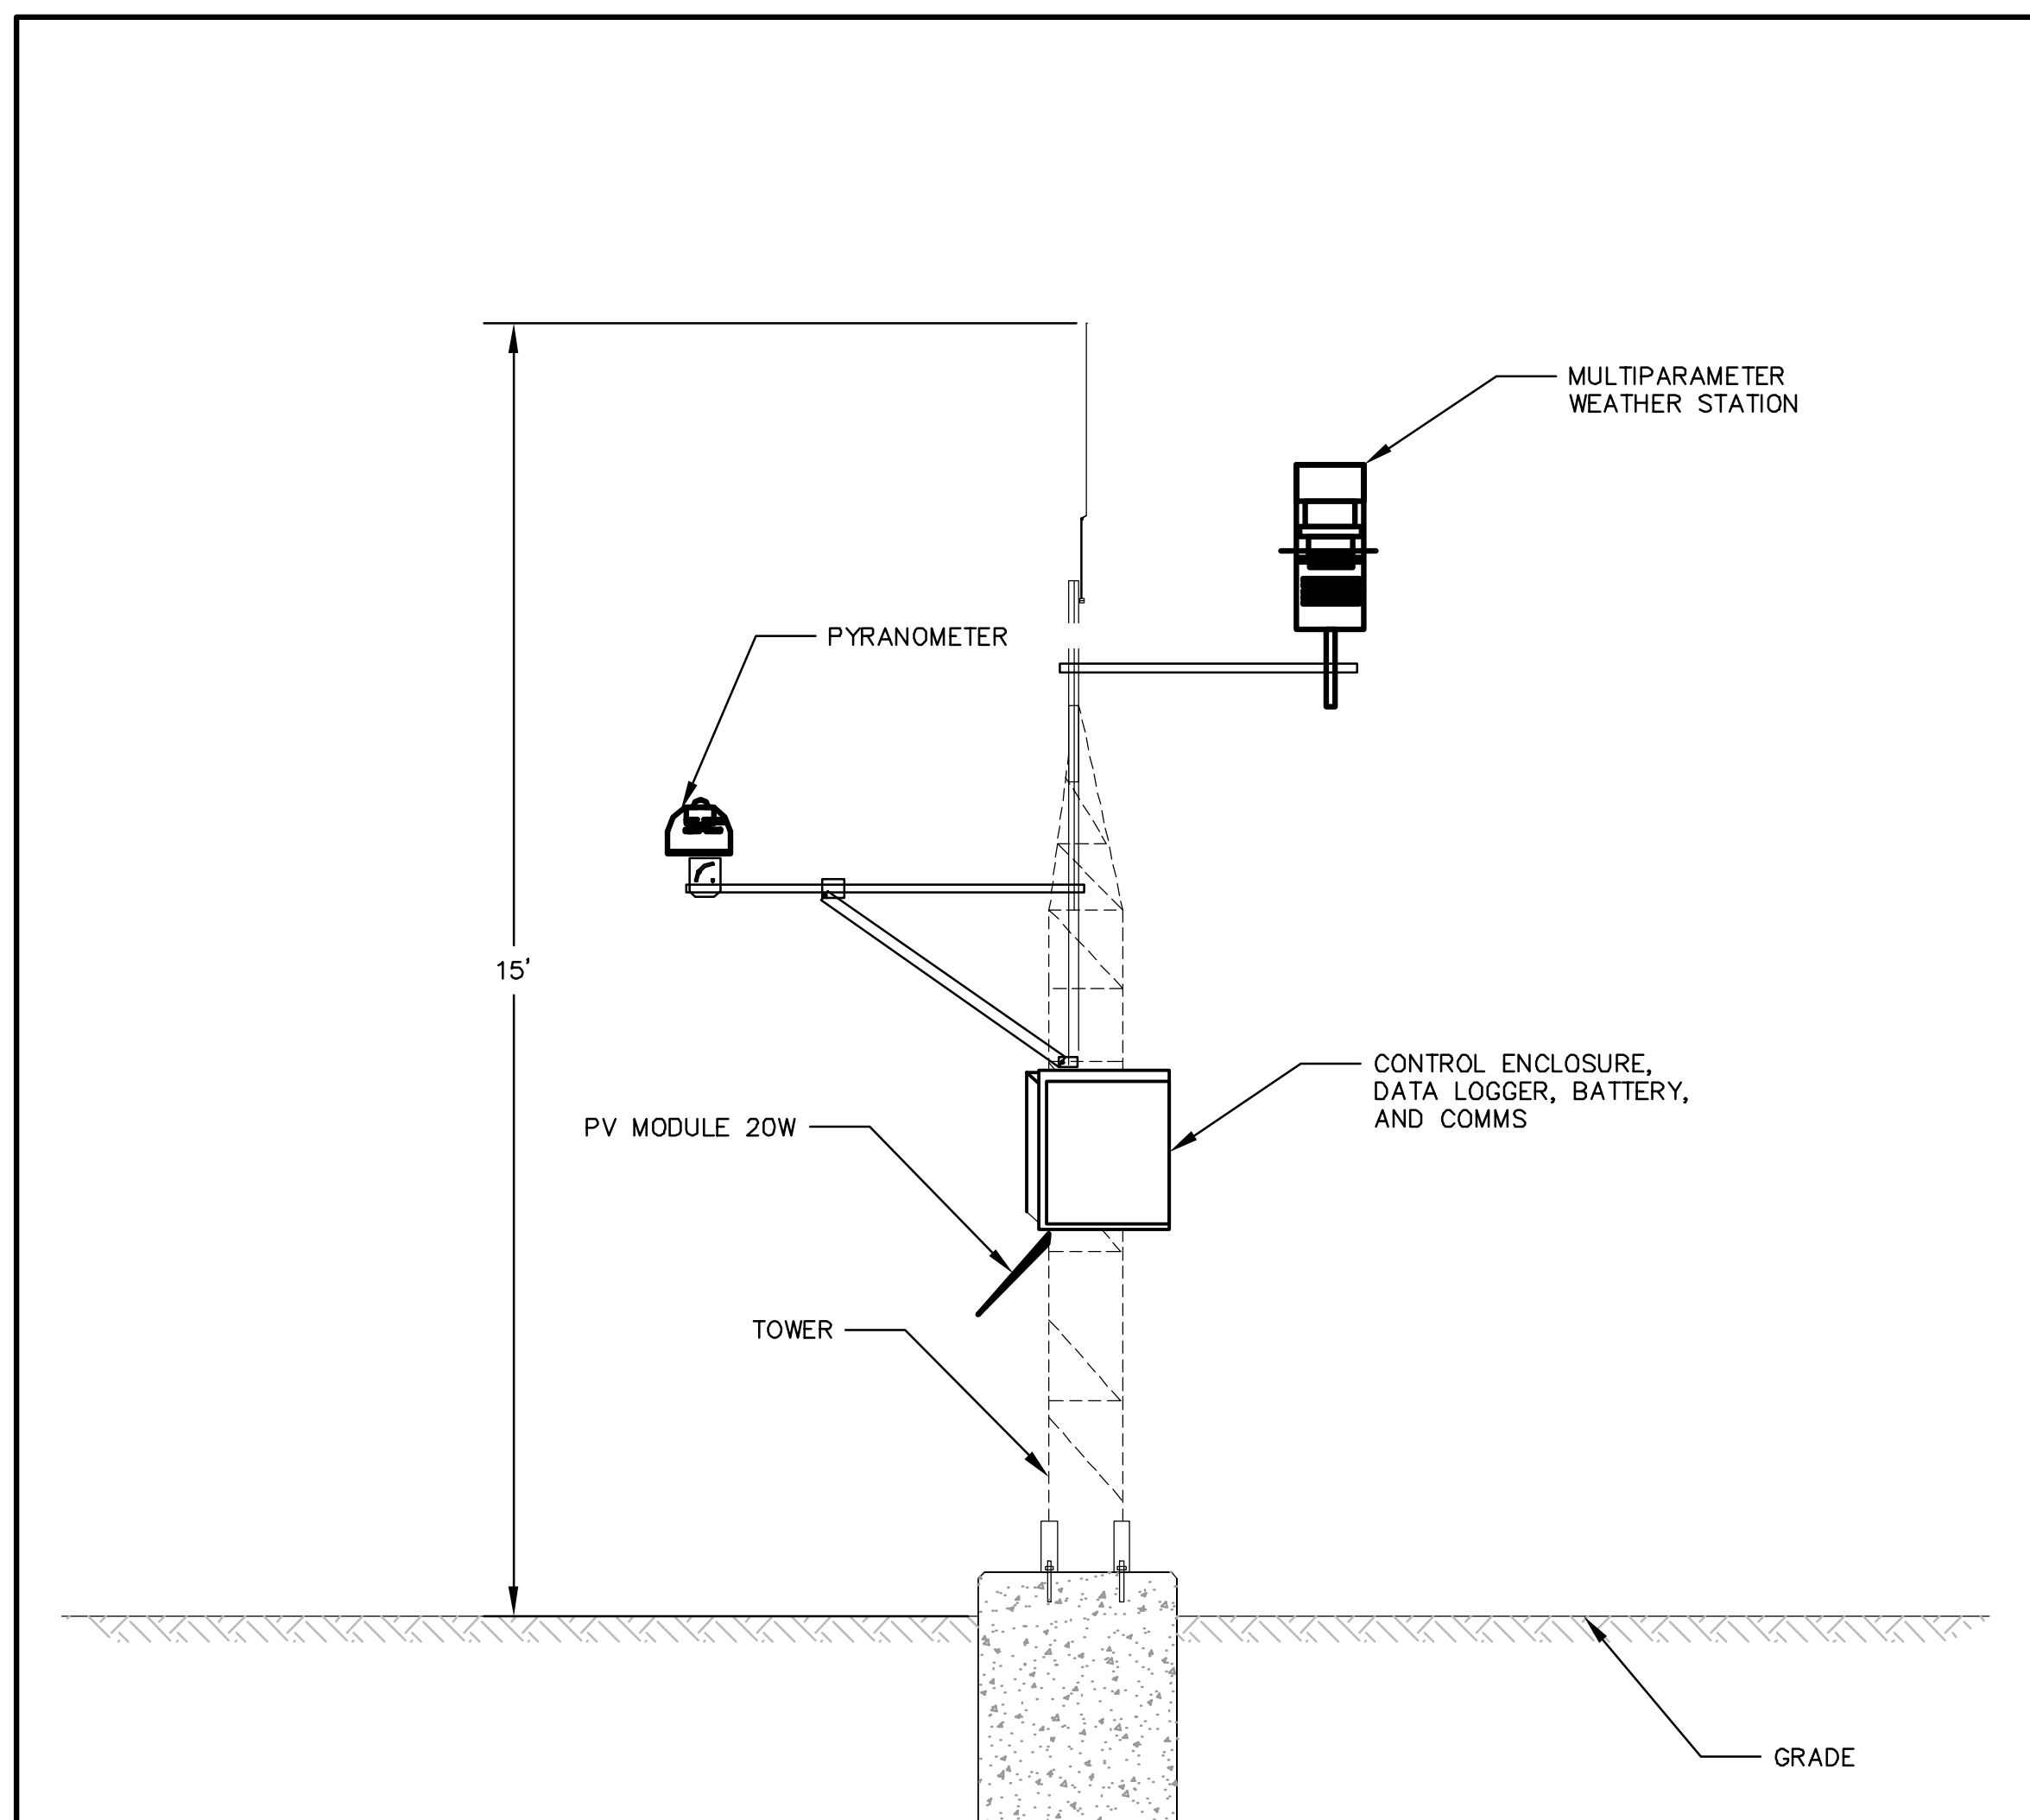 MULTIPARAMETER
WEATHER STATION
PYRANOMETER
15'
CONTROL ENCLOSURE,
DATA LOGGER, BATTERY,
AND COMMS
PV MODULE 20W
TOWER
GRADE